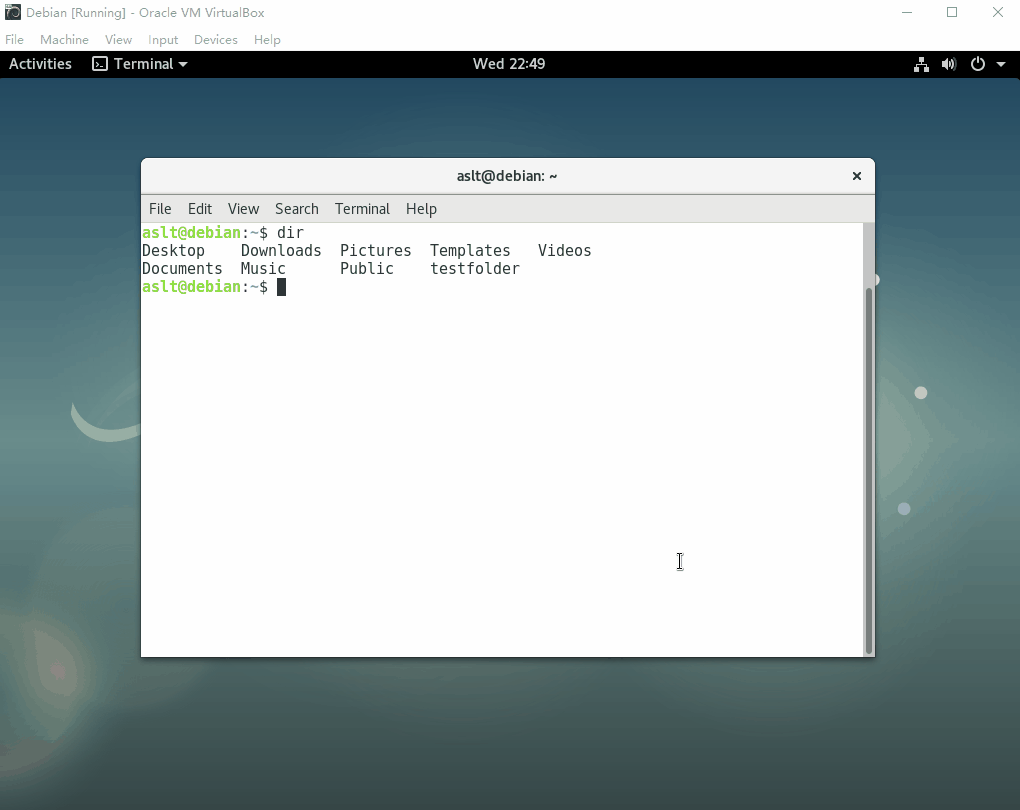 Debian [Running] - Oracle VM VirtualBox
File Machine View Input Devices Help
Activities Terminal Wed 22:49
aslt@debian: ~
File Edit View Search Terminal Help
aslt@debian:~$ dir
Desktop Downloads Pictures Templates Videos
Documents Music Public testfolder
aslt@debian:~$